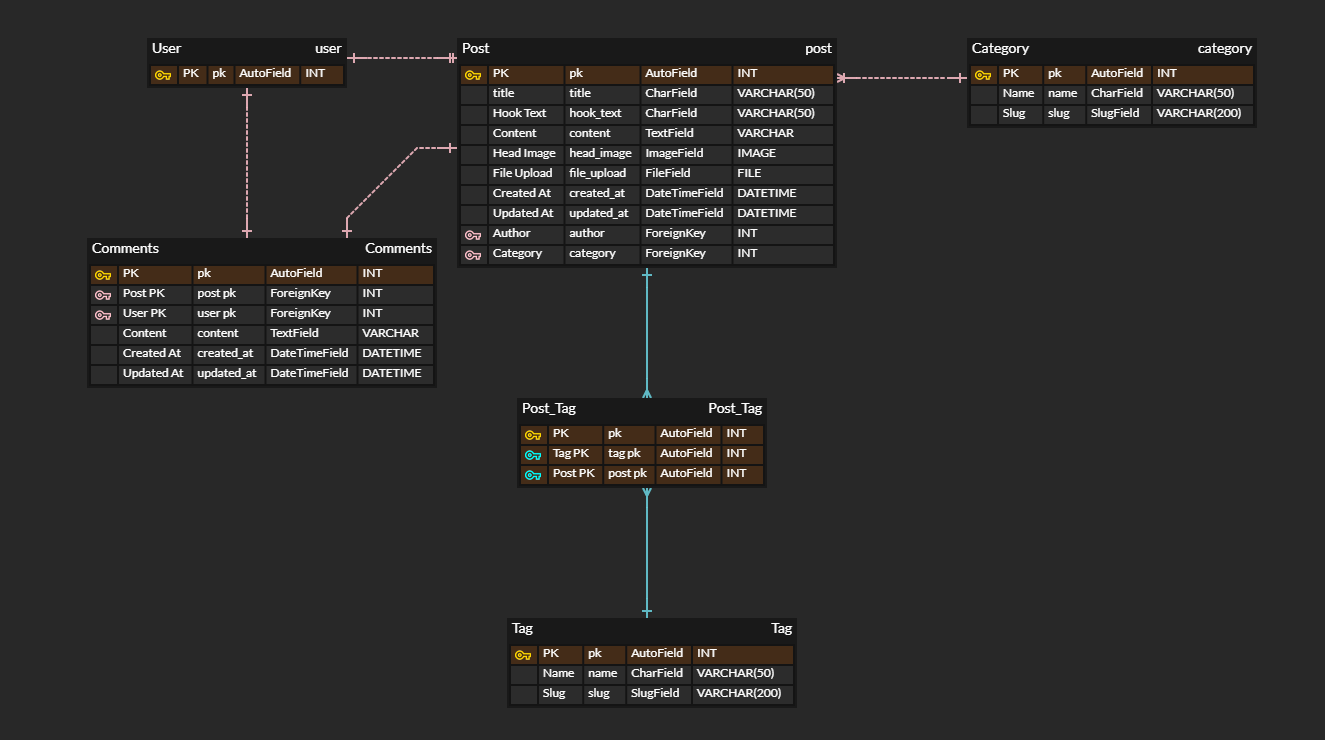 User user
PK pk AutoField INT
Post post
PK pk AutoField INT
title title CharField VARCHAR(50)
Hook Text hook_text CharField VARCHAR(50)
Content content TextField VARCHAR
Head Image head_image ImageField IMAGE
File Upload file_upload FileField FILE
Created At created_at DateTimeField DATETIME
Updated At updated_at DateTimeField DATETIME
Author author ForeignKey INT
Category category ForeignKey INT
Category category
PK pk AutoField INT
Name name CharField VARCHAR(50)
Slug slug SlugField VARCHAR(200)
Comments Comments
PK pk AutoField INT
Post PK post pk ForeignKey INT
User PK user pk ForeignKey INT
Content content TextField VARCHAR
Created At created_at DateTimeField DATETIME
Updated At updated_at DateTimeField DATETIME
Post_Tag Post_Tag
PK pk AutoField INT
Tag PK tag pk AutoField INT
Post PK post pk AutoField INT
Tag Tag
PK pk AutoField INT
Name name CharField VARCHAR(50)
Slug slug SlugField VARCHAR(200)